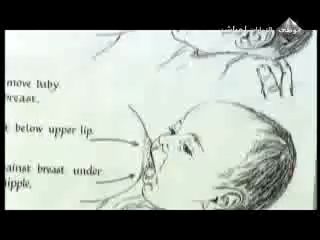 move baby
breast.
t below upper lip.
ainst breast under
ipple.